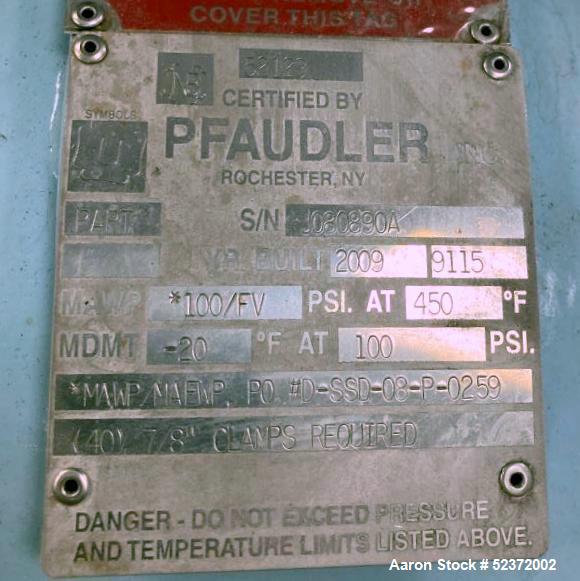 COVER THIS TAG
CERTIFIED BY
SYMBOLS
PFAUDLER, INC.
ROCHESTER, NY
PART
S/N J080890A
YR. BUILT 2009 9115
MAWP *100/FV PSI. AT 450 °F
MDMT -20 °F AT 100 PSI.
*MAWP/MAEWP, PO #D-SSD-08-P-0259
(40) 7/8" CLAMPS REQUIRED
DANGER - DO NOT EXCEED PRESSURE
AND TEMPERATURE LIMITS LISTED ABOVE.
Aaron Stock # 52372002